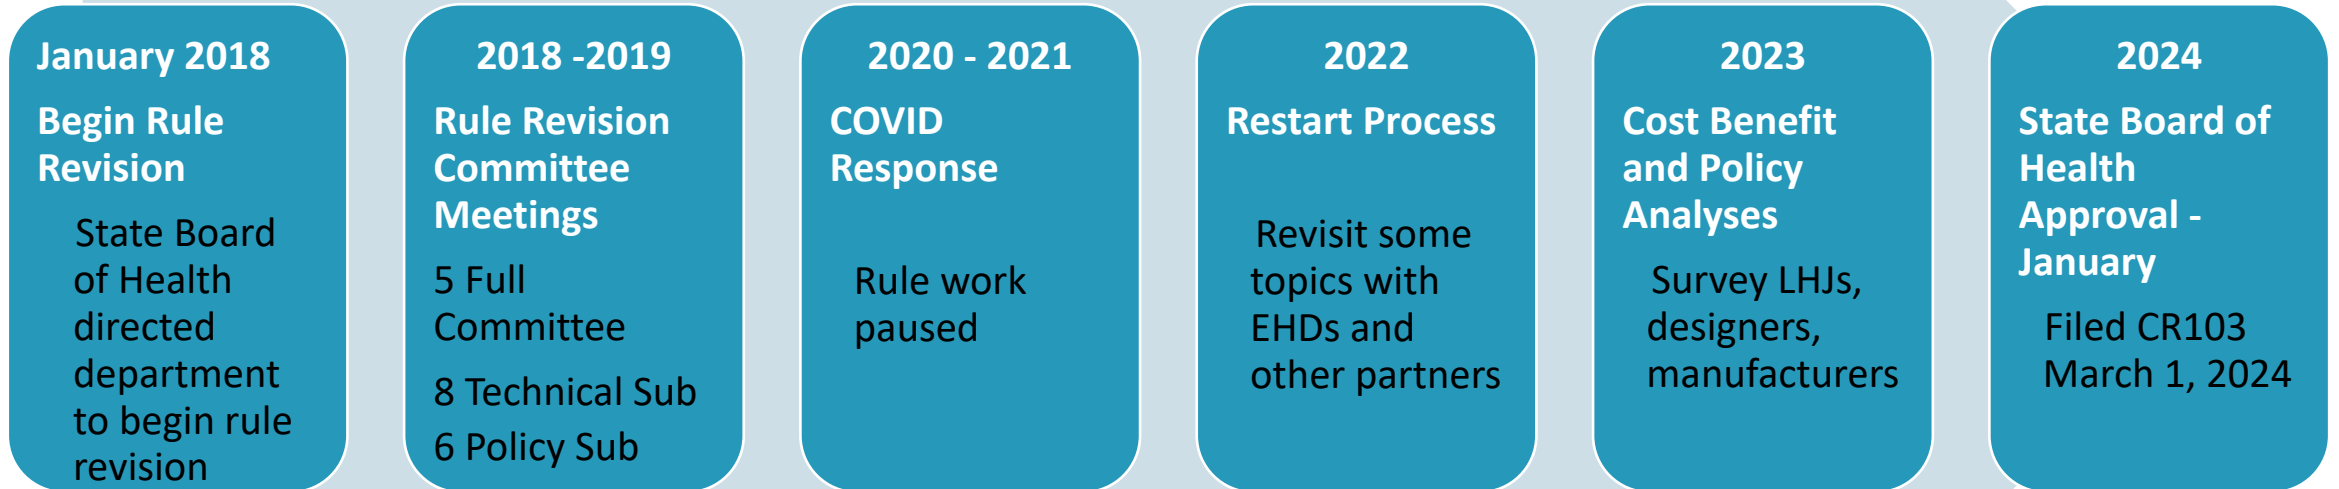 January 2018
Begin Rule
Revision
State Board
of Health
directed
department
to begin rule
revision
2018 -2019
Rule Revision
Committee
Meetings
5 Full
Committee
8 Technical Sub
6 Policy Sub
2020 - 2021
COVID
Response
Rule work
paused
2022
Restart Process
Revisit some
topics with
EHDs and
other partners
2023
Cost Benefit
and Policy
Analyses
Survey LHJs,
designers,
manufacturers
2024
State Board of
Health
Approval -
January
Filed CR103
March 1, 2024